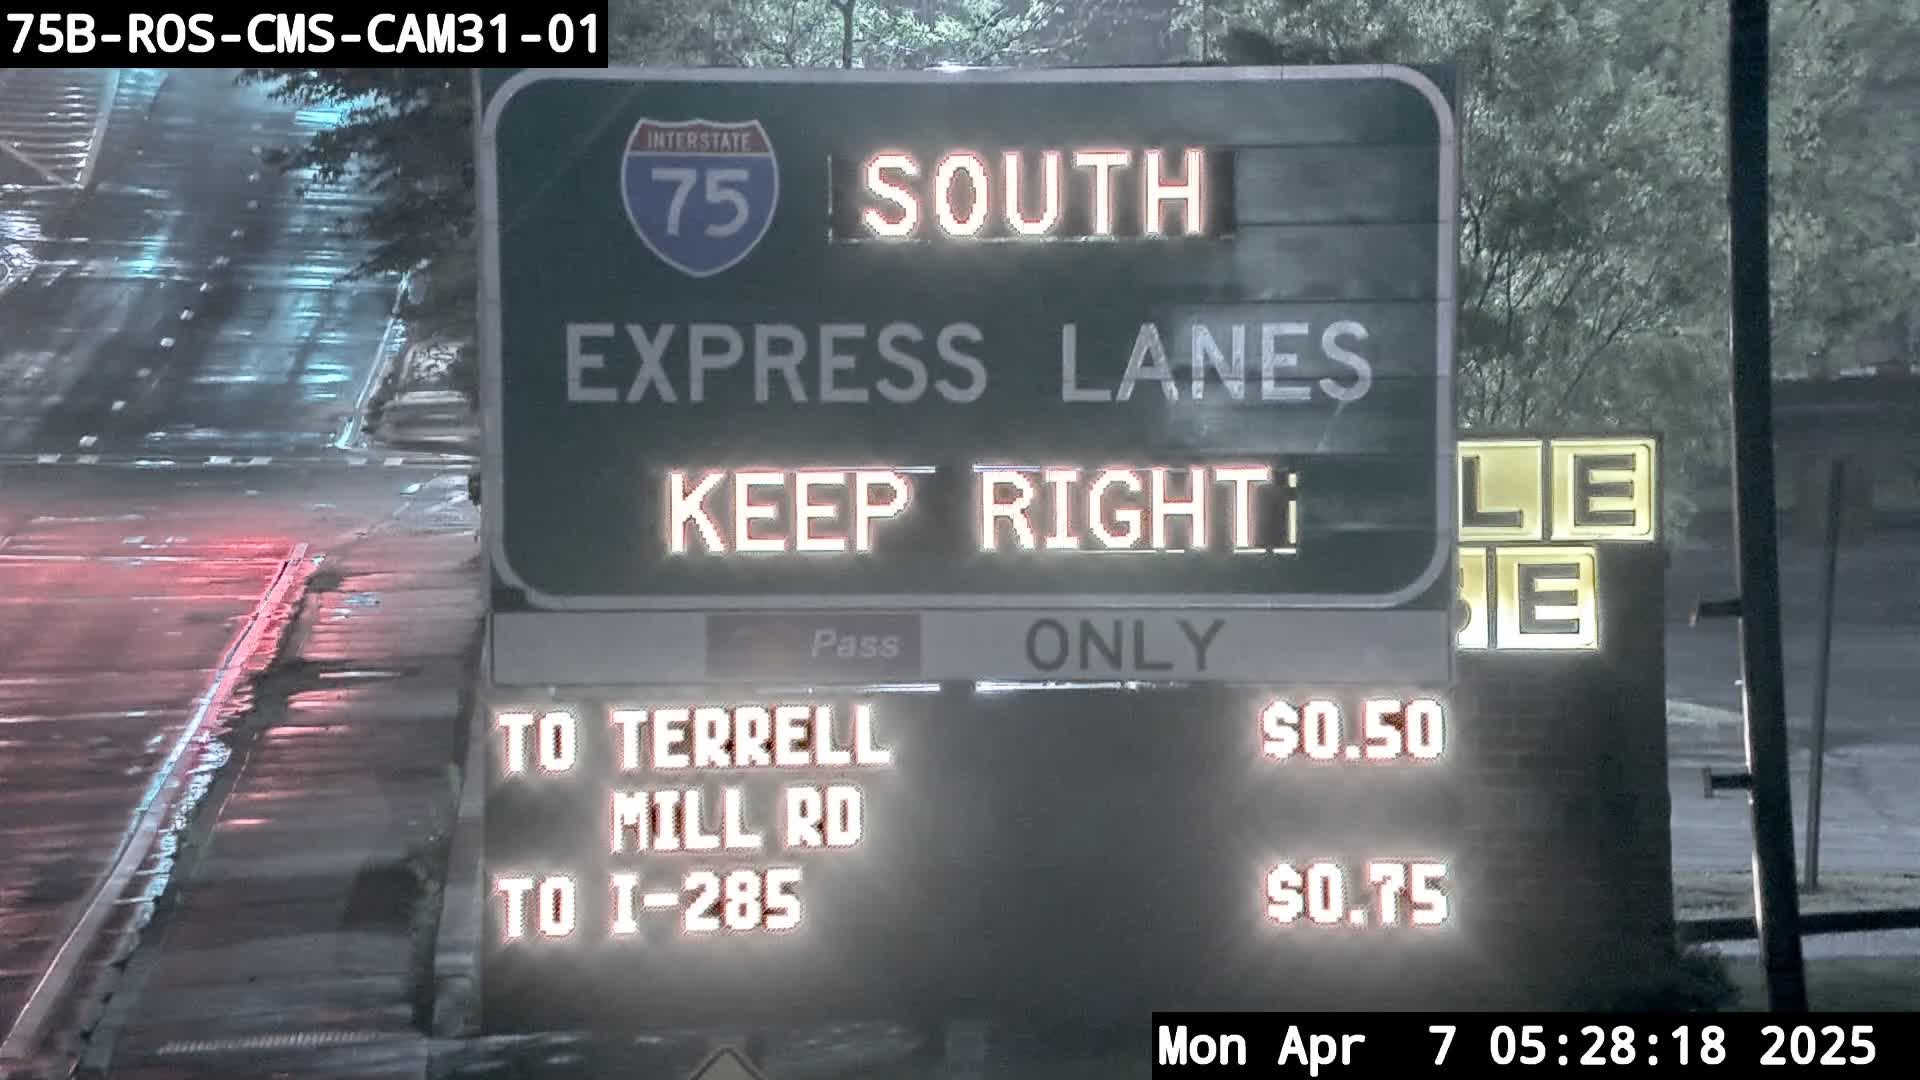 75B-ROS-CMS-CAM31-01
INTERSTATE
75
SOUTH
EXPRESS LANES
KEEP RIGHT
Pass ONLY
TO TERRELL $0.50
MILL RD
TO I-285 $0.75
LE
E
Mon Apr 7 05:28:18 2025